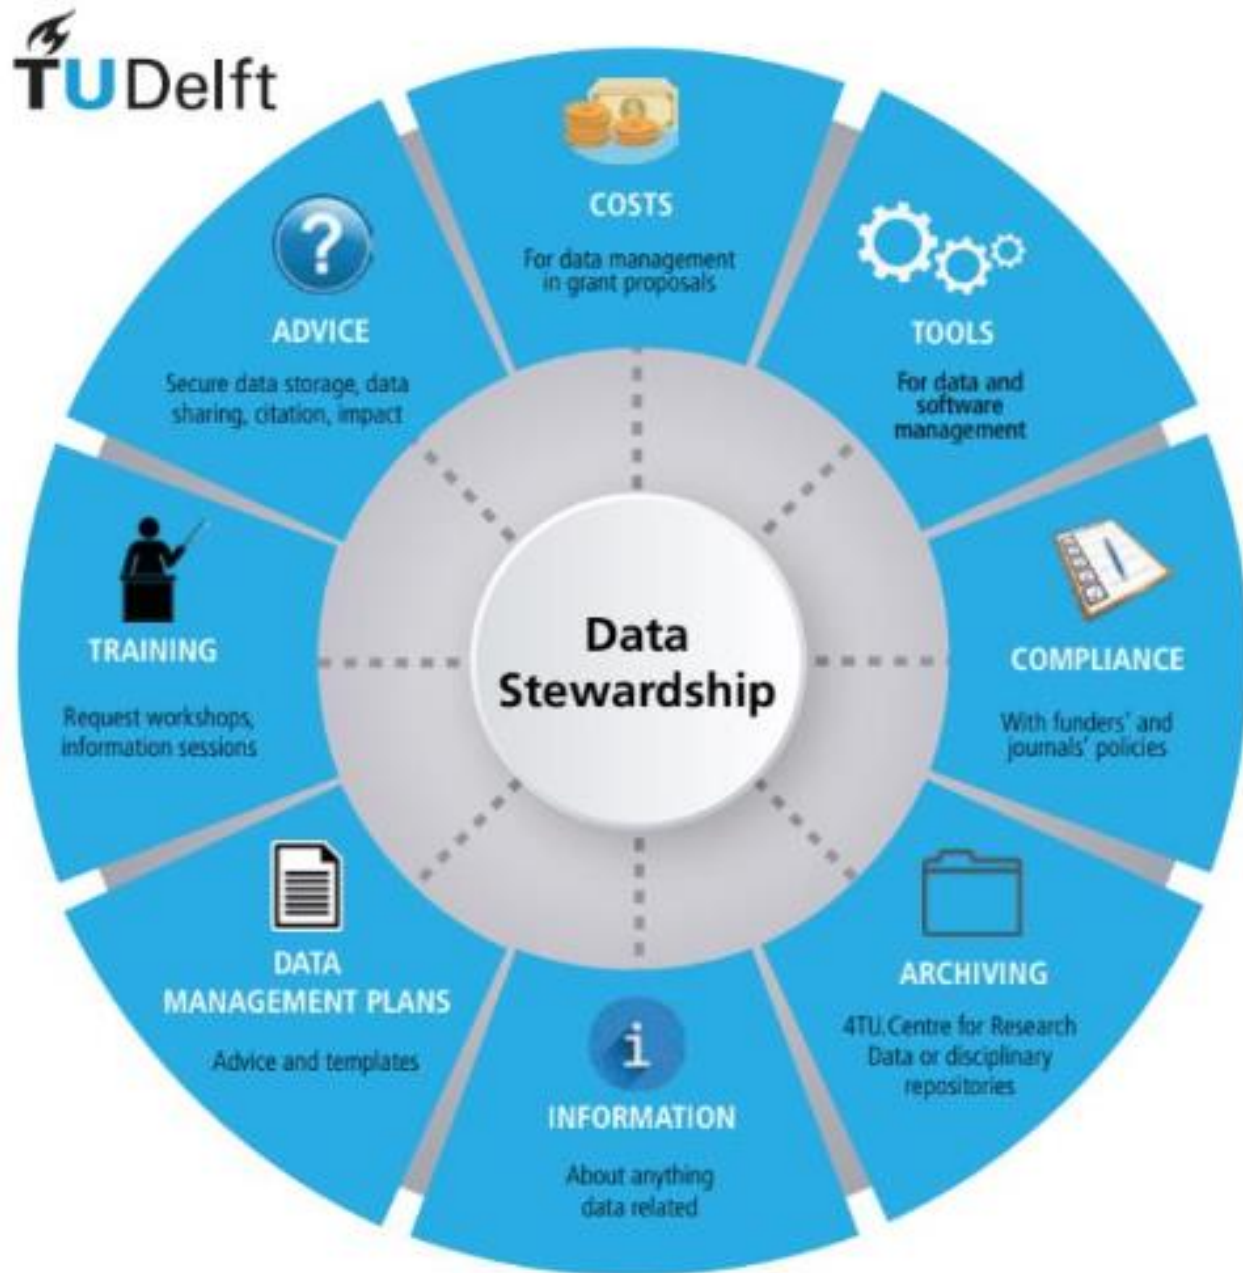 TUDelft
COSTS
For data management
in grant proposals
TOOLS
For data and
software
management
COMPLIANCE
With funders' and
journals' policies
ARCHIVING
4TU.Centre for Research
Data or disciplinary
repositories
INFORMATION
About anything
data related
DATA
MANAGEMENT PLANS
Advice and templates
TRAINING
Request workshops,
information sessions
ADVICE
Secure data storage, data
sharing, citation, impact
Data
Stewardship